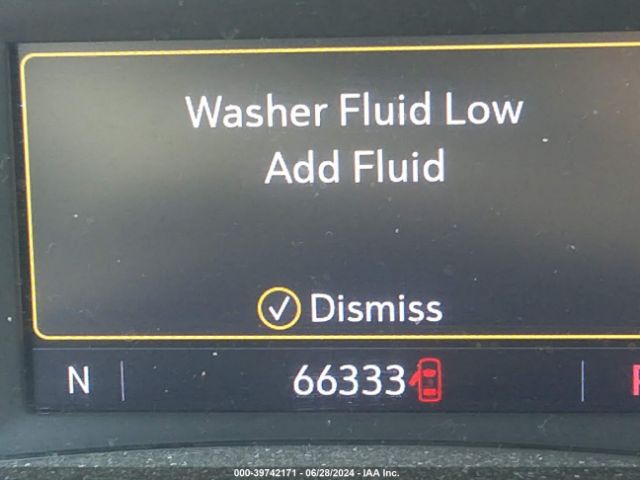 Washer Fluid Low
Add Fluid
Dismiss
N 66333
000-39742171 - 06/28/2024 - IAA Inc.